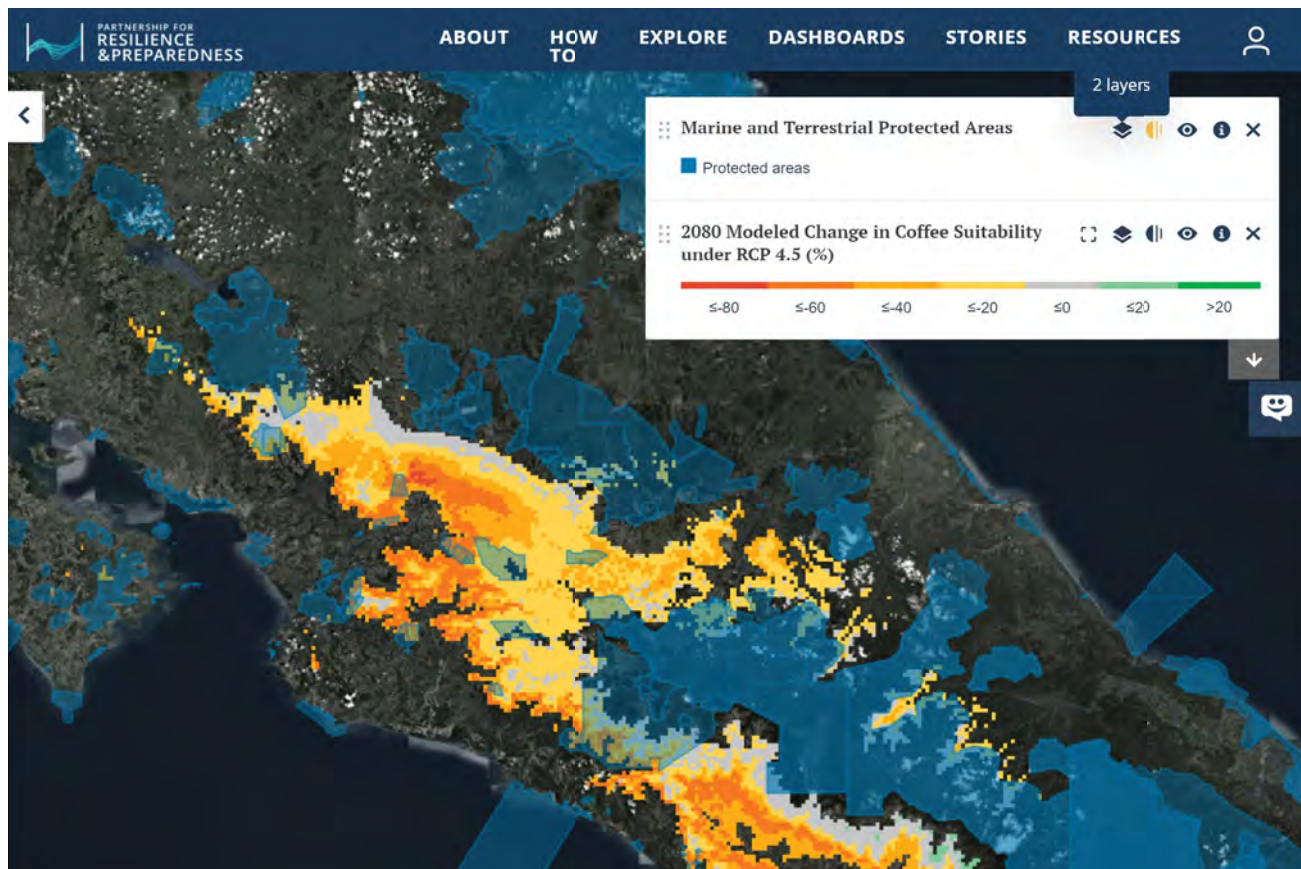 PARTNERSHIP FOR
RESILIENCE
&PREPAREDNESS
ABOUT
HOW
TO
EXPLORE
DASHBOARDS
STORIES
RESOURCES
2 layers
Marine and Terrestrial Protected Areas
Protected areas
2080 Modeled Change in Coffee Suitability
under RCP 4.5 (%)
≤-80 ≤-60 ≤-40 ≤-20 ≤0 ≤20 >20